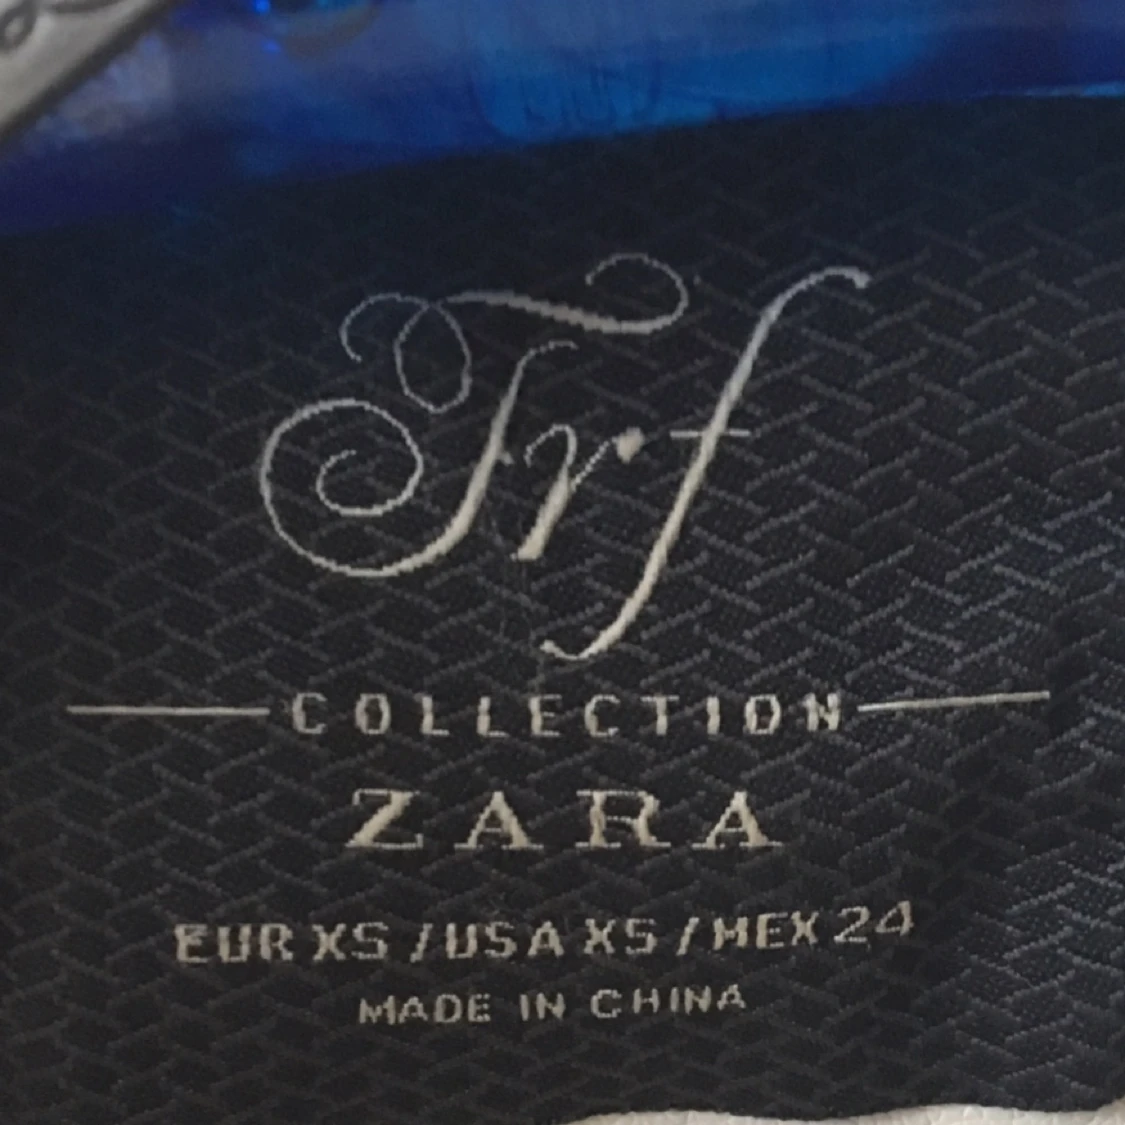 Trf
COLLECTION
ZARA
EUR XS / USA XS / MEX 24
MADE IN CHINA